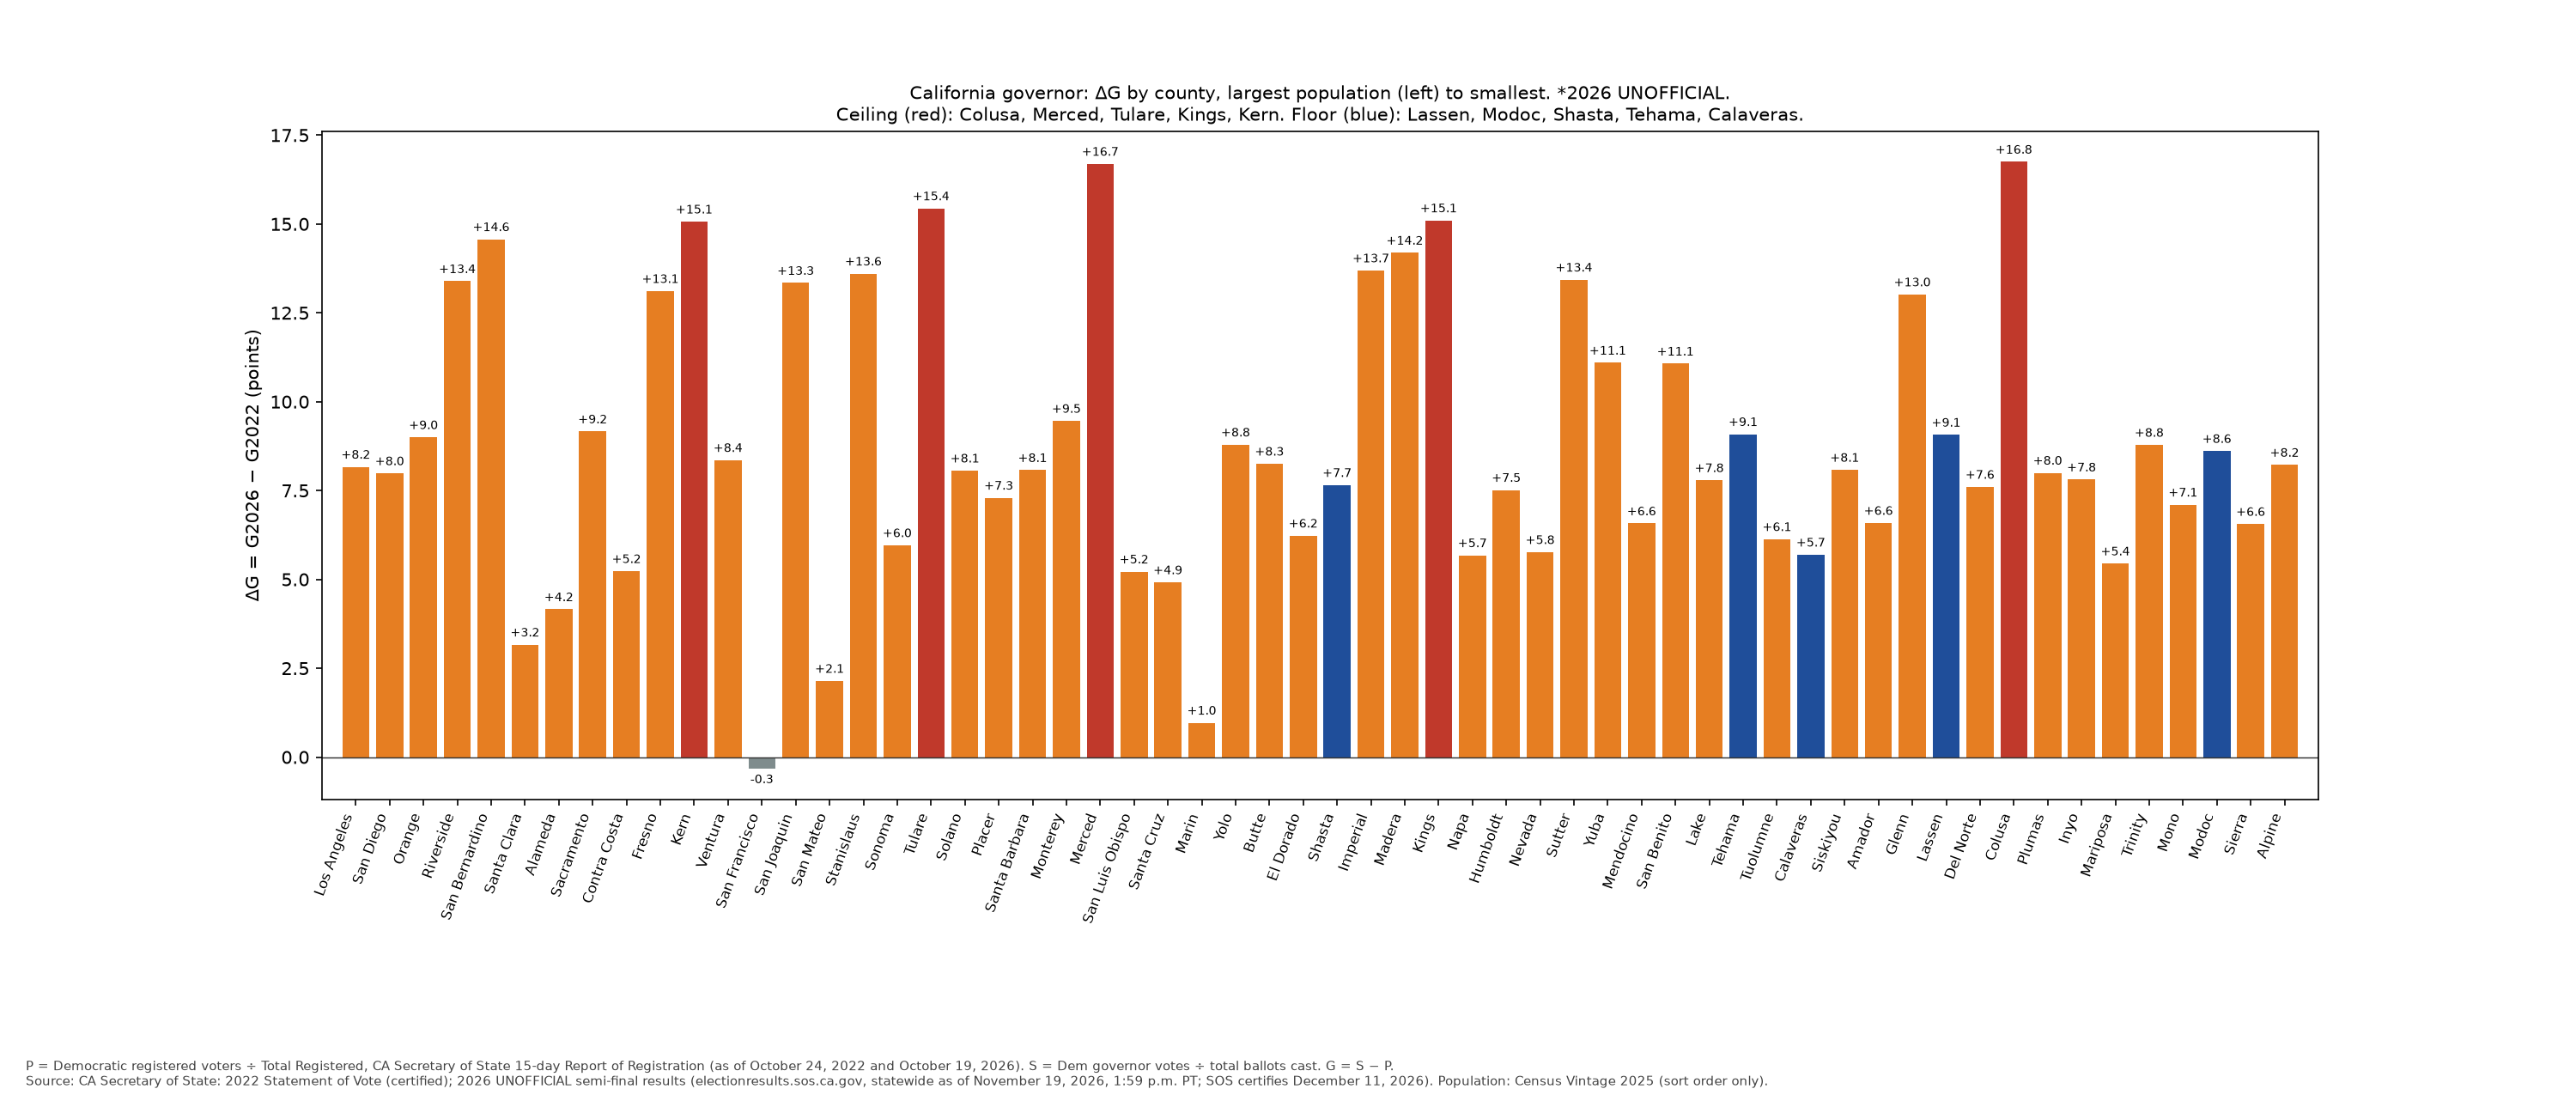 California governor: ΔG by county, largest population (left) to smallest. *2026 UNOFFICIAL.
Ceiling (red): Colusa, Merced, Tulare, Kings, Kern. Floor (blue): Lassen, Modoc, Shasta, Tehama, Calaveras.
ΔG = G2026 − G2022 (points)
17.5
15.0
12.5
10.0
7.5
5.0
2.5
0.0
+8.2
+8.0
+9.0
+13.4
+14.6
+3.2
+4.2
+9.2
+5.2
+13.1
+15.1
+8.4
-0.3
+13.3
+2.1
+13.6
+6.0
+15.4
+8.1
+7.3
+8.1
+9.5
+16.7
+5.2
+4.9
+1.0
+8.8
+8.3
+6.2
+7.7
+13.7
+14.2
+15.1
+5.7
+7.5
+5.8
+13.4
+11.1
+6.6
+11.1
+7.8
+9.1
+6.1
+5.7
+8.1
+6.6
+13.0
+9.1
+7.6
+16.8
+8.0
+7.8
+5.4
+8.8
+7.1
+8.6
+6.6
+8.2
Los Angeles
San Diego
Orange
Riverside
San Bernardino
Santa Clara
Alameda
Sacramento
Contra Costa
Fresno
Kern
Ventura
San Francisco
San Joaquin
San Mateo
Stanislaus
Sonoma
Tulare
Solano
Placer
Santa Barbara
Monterey
Merced
San Luis Obispo
Santa Cruz
Marin
Yolo
Butte
El Dorado
Shasta
Imperial
Madera
Kings
Napa
Humboldt
Nevada
Sutter
Yuba
Mendocino
San Benito
Lake
Tehama
Tuolumne
Calaveras
Siskiyou
Amador
Glenn
Lassen
Del Norte
Colusa
Plumas
Inyo
Mariposa
Trinity
Mono
Modoc
Sierra
Alpine
P = Democratic registered voters ÷ Total Registered, CA Secretary of State 15-day Report of Registration (as of October 24, 2022 and October 19, 2026). S = Dem governor votes ÷ total ballots cast. G = S − P.
Source: CA Secretary of State: 2022 Statement of Vote (certified); 2026 UNOFFICIAL semi-final results (electionresults.sos.ca.gov, statewide as of November 19, 2026, 1:59 p.m. PT; SOS certifies December 11, 2026). Population: Census Vintage 2025 (sort order only).